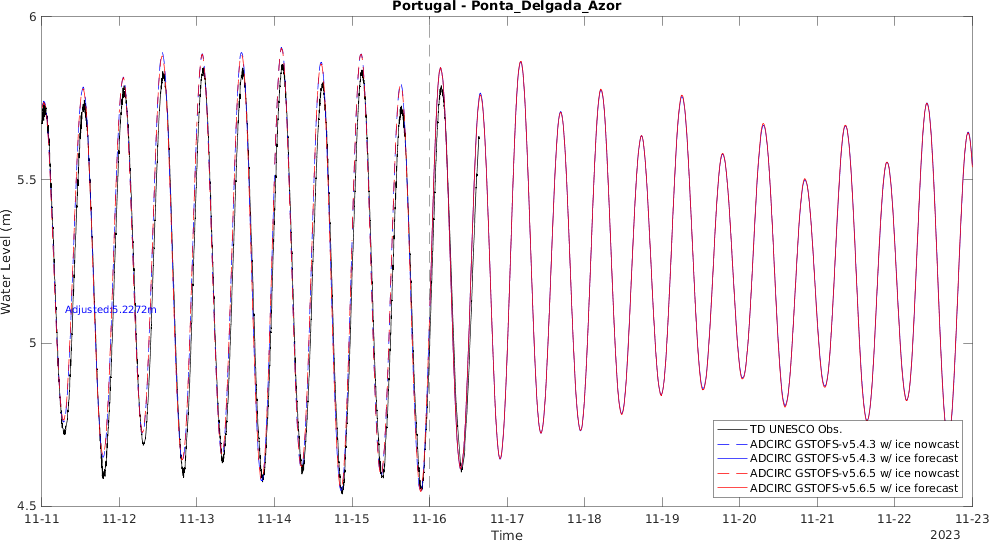 Portugal - Ponta_Delgada_Azor
6
5.5
5
4.5
Water Level (m)
Adjusted:5.2272m
TD UNESCO Obs.
ADCIRC GSTOFS-v5.4.3 w/ ice nowcast
ADCIRC GSTOFS-v5.4.3 w/ ice forecast
ADCIRC GSTOFS-v5.6.5 w/ ice nowcast
ADCIRC GSTOFS-v5.6.5 w/ ice forecast
11-11 11-12 11-13 11-14 11-15 11-16 11-17 11-18 11-19 11-20 11-21 11-22 11-23
Time
2023